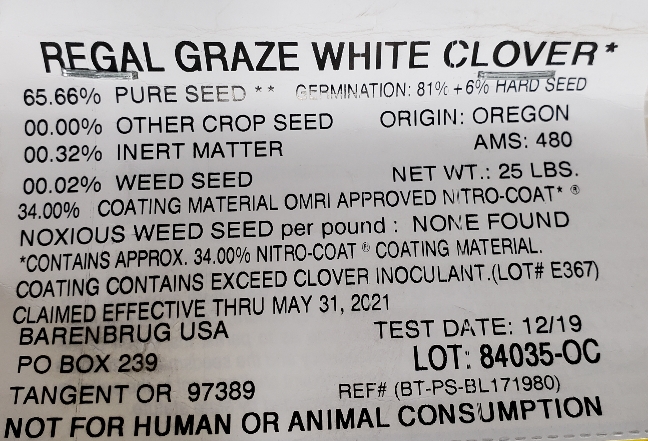 REGAL GRAZE WHITE CLOVER*
65.66% PURE SEED ** GERMINATION: 81% + 6% HARD SEED
00.00% OTHER CROP SEED ORIGIN: OREGON
00.32% INERT MATTER AMS: 480
00.02% WEED SEED NET WT.: 25 LBS.
34.00% COATING MATERIAL OMRI APPROVED NITRO-COAT* ®
NOXIOUS WEED SEED per pound : NONE FOUND
*CONTAINS APPROX. 34.00% NITRO-COAT ® COATING MATERIAL.
COATING CONTAINS EXCEED CLOVER INOCULANT.(LOT# E367)
CLAIMED EFFECTIVE THRU MAY 31, 2021
BARENBRUG USA TEST DATE: 12/19
PO BOX 239 LOT: 84035-OC
TANGENT OR 97389 REF# (BT-PS-BL171980)
NOT FOR HUMAN OR ANIMAL CONSUMPTION